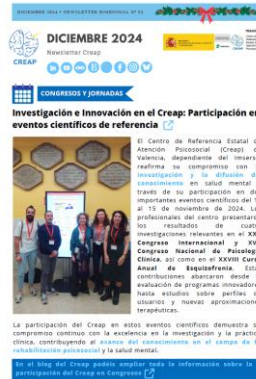 DICIEMBRE 2024 • NEWSLETTER BIMENSUAL Nº 92
DICIEMBRE 2024
Newsletter Creap
CREAP
CONGRESOS Y JORNADAS
Investigación e Innovación en el Creap: Participación en
eventos científicos de referencia
El Centro de Referencia Estatal de
Atención Psicosocial (Creap) de
Valencia, dependiente del Imserso
reafirma su compromiso con
investigación y la difusión de
conocimiento en salud mental
través de su participación en dos
importantes eventos científicos del
al 15 de noviembre de 2024. Los
profesionales del centro presentaron
los resultados de cuatro
investigaciones relevantes en el
Congreso Internacional y
Congreso Nacional de Psicología
Clínica, así como en el XXVIII Curso
Anual de Esquizofrenia. Estas
contribuciones abarcaron desde
evaluación de programas innovadores
hasta estudios sobre perfiles de
usuarios y nuevas aproximaciones
terapéuticas.
La participación del Creap en estos eventos científicos demuestra su
compromiso continuo con la excelencia en la investigación y la práctica
clínica, contribuyendo al avance del conocimiento en el campo de la
rehabilitación psicosocial y la salud mental.
En el blog del Creap podéis ampliar toda la información sobre la
participación del Creap en Congresos